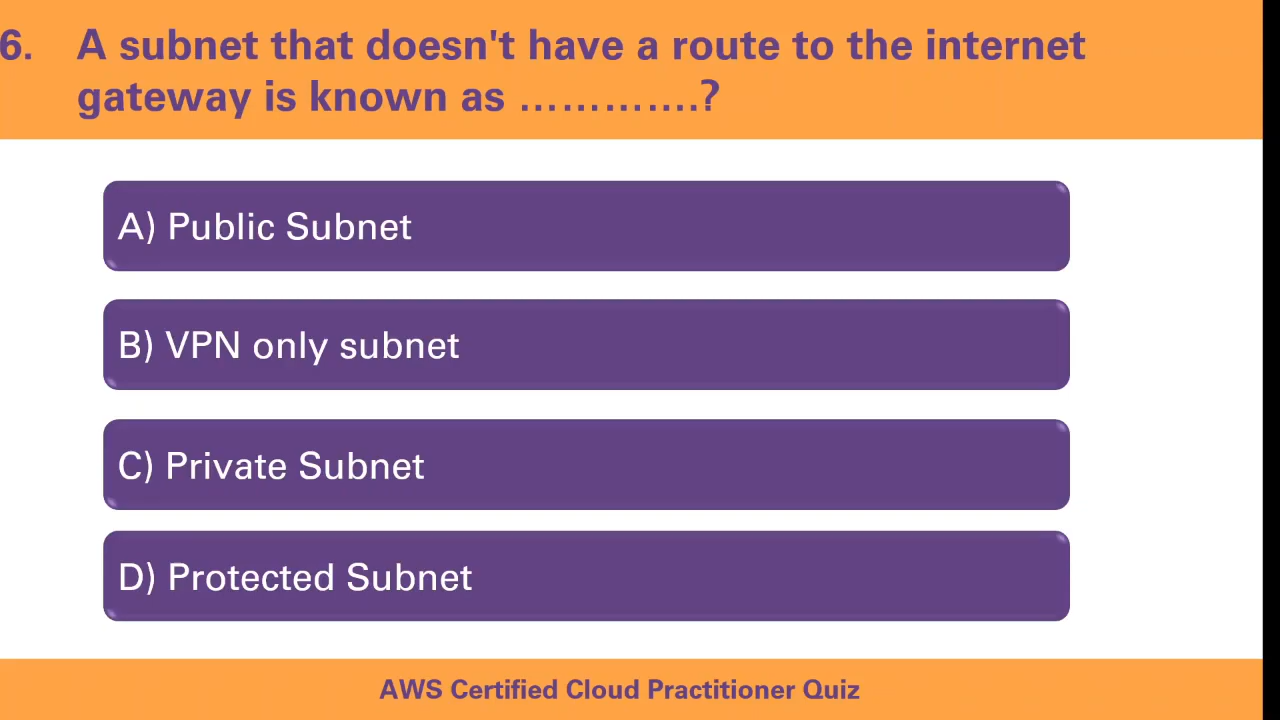 6. A subnet that doesn't have a route to the internet
gateway is known as ………….?
A) Public Subnet
B) VPN only subnet
C) Private Subnet
D) Protected Subnet
AWS Certified Cloud Practitioner Quiz